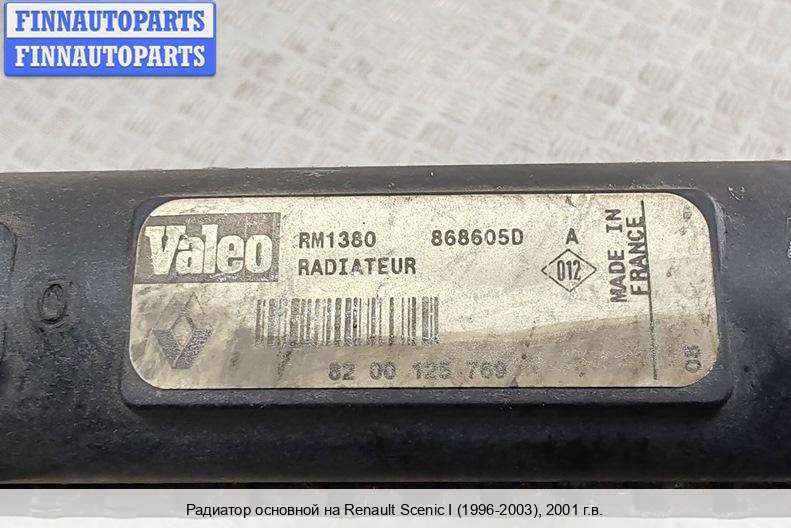 FINNAUTOPARTS
FINNAUTOPARTS
Valeo
RM1380 868605D A
RADIATEUR
012
MADE IN
FRANCE
82 00 125 769
Радиатор основной на Renault Scenic I (1996-2003), 2001 г.в.